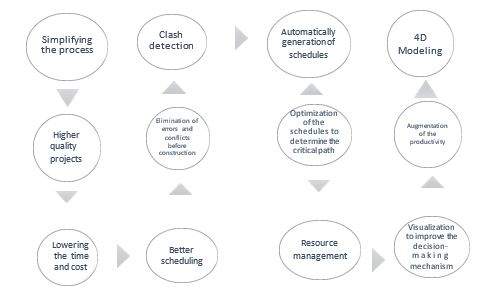 Simplifying
the process
Higher
quality
projects
Lowering
the time
and cost
Better
scheduling
Elimination of
errors and
conflicts
before
construction
Clash
detection
Automatically
generation of
schedules
Optimization
of the
schedules to
determine the
critical path
Resource
management
Visualization
to improve the
decision-
making
mechanism
Augmentation
of the
productivity
4D
Modeling